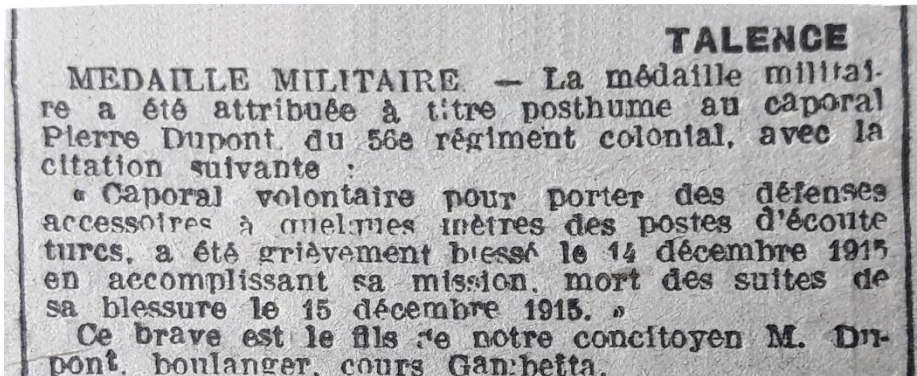 TALENCE
MEDAILLE MILITAIRE. — La médaille militai-
re a été attribuée à titre posthume au caporal
Pierre Dupont, du 56e régiment colonial, avec la
citation suivante :
« Caporal volontaire pour porter des défenses
accessoires à quelques mètres des postes d'écoute
turcs, a été grièvement blessé le 14 décembre 1915
en accomplissant sa mission, mort des suites de
sa blessure le 15 décembre 1915. »
Ce brave est le fils de notre concitoyen M. Du-
pont, boulanger, cours Gambetta.